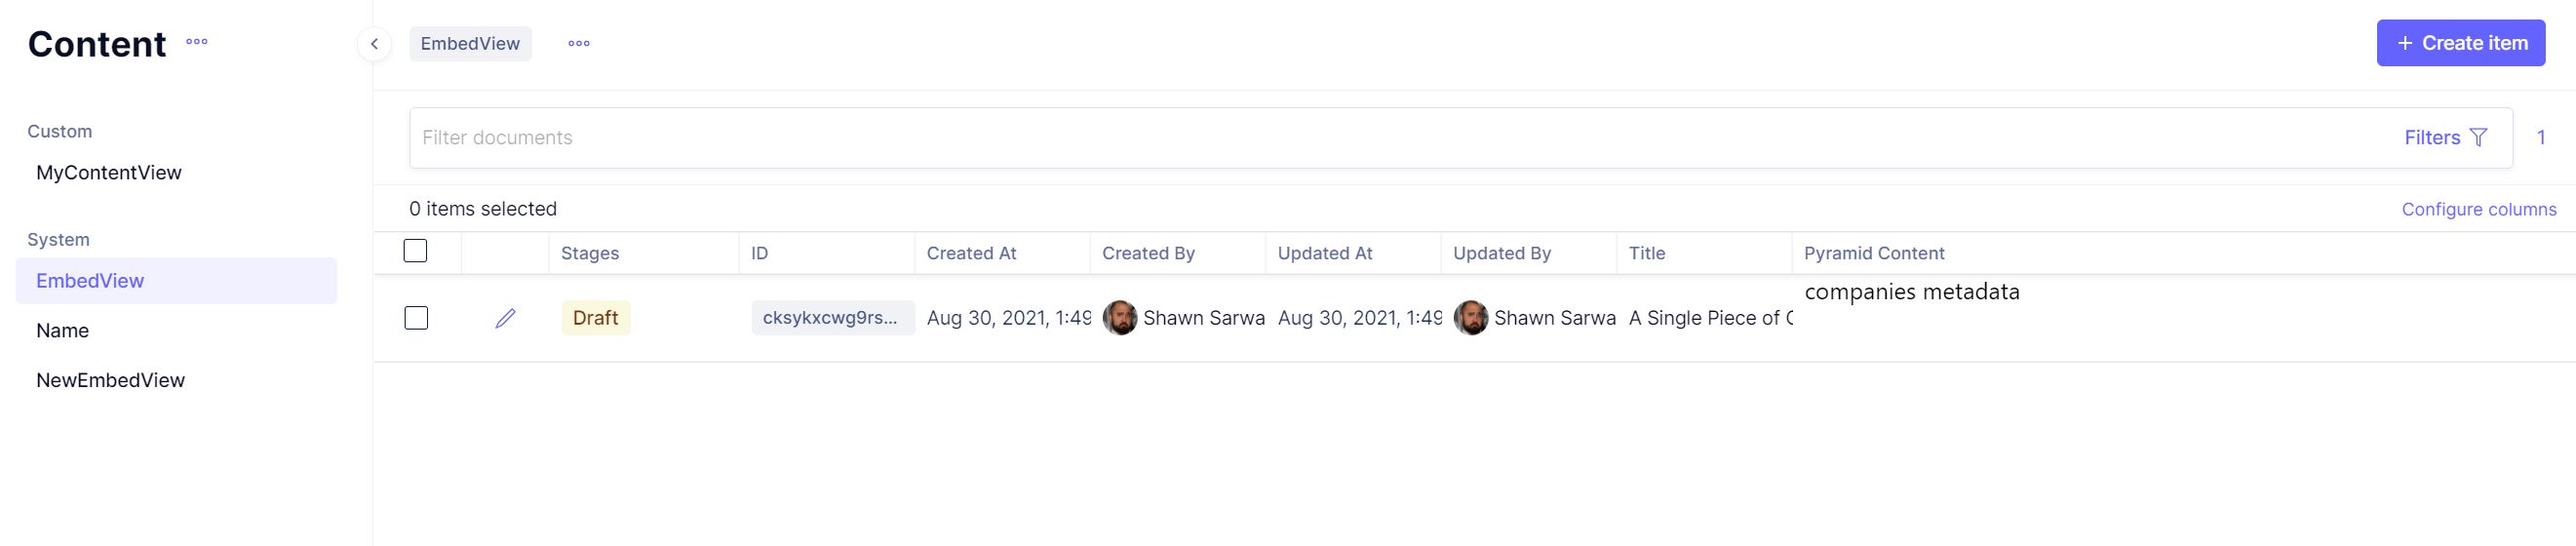 Content
Custom
MyContentView
System
EmbedView
Name
NewEmbedView
EmbedView
+ Create item
Filter documents
Filters
1
0 items selected
Configure columns
Stages ID Created At Created By Updated At Updated By Title Pyramid Content
Draft cksykxcwg9rs... Aug 30, 2021, 1:49 Shawn Sarwa Aug 30, 2021, 1:49 Shawn Sarwa A Single Piece of companies metadata